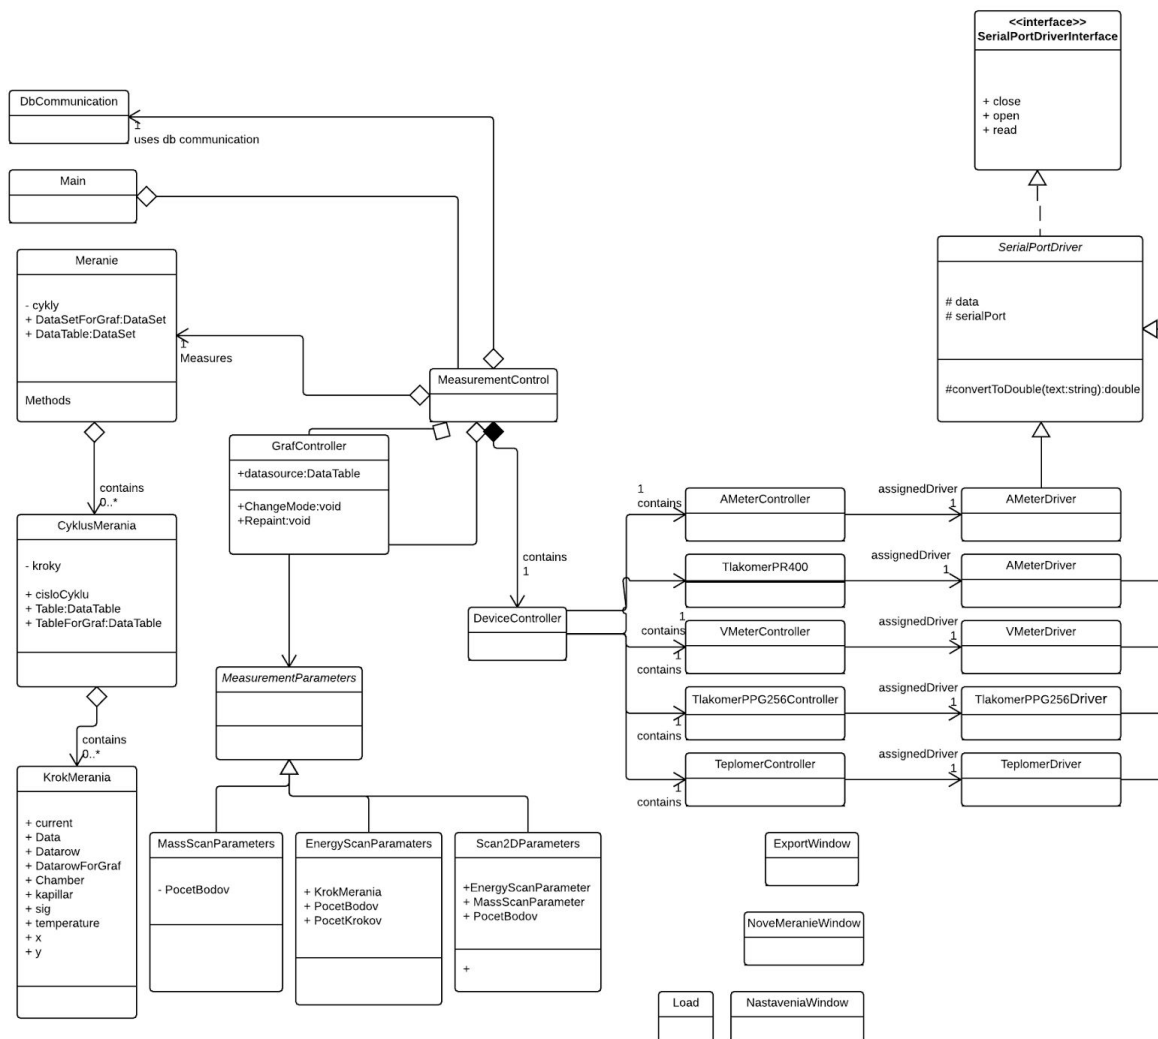 <<interface>>
SerialPortDriverInterface
+ close
+ open
+ read
DbCommunication
1
uses db communication
Main
Meranie
- cykly
+ DataSetForGraf:DataSet
+ DataTable:DataSet
Methods
1
Measures
MeasurementControl
SerialPortDriver
# data
# serialPort
#convertToDouble(text:string):double
GrafController
+datasource:DataTable
+ChangeMode:void
+Repaint:void
contains
0..*
CyklusMerania
- kroky
+ cisloCyklu
+ Table:DataTable
+ TableForGraf:DataTable
contains
1
DeviceController
1
contains
AMeterController
assignedDriver
1
AMeterDriver
TlakomerPR400
assignedDriver
1
AMeterDriver
1
contains
VMeterController
assignedDriver
1
VMeterDriver
1
contains
TlakomerPPG256Controller
assignedDriver
1
TlakomerPPG256Driver
1
contains
TeplomerController
assignedDriver
1
TeplomerDriver
1
contains
MeasurementParameters
contains
0..*
KrokMerania
+ current
+ Data
+ Datarow
+ DatarowForGraf
+ Chamber
+ kapillar
+ sig
+ temperature
+ x
+ y
MassScanParameters
- PocetBodov
EnergyScanParamaters
+ KrokMerania
+ PocetBodov
+ PocetKrokov
Scan2DParameters
+EnergyScanParameter
+ MassScanParameter
+ PocetBodov
+
ExportWindow
NoveMeranieWindow
Load
NastaveniaWindow